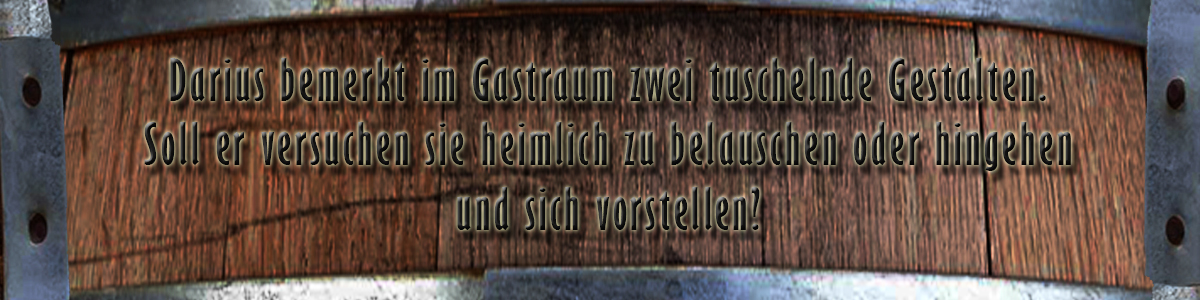 Darius bemerkt im Gastraum zwei tuschelnde Gestalten.
Soll er versuchen sie heimlich zu belauschen oder hingehen
und sich vorstellen?